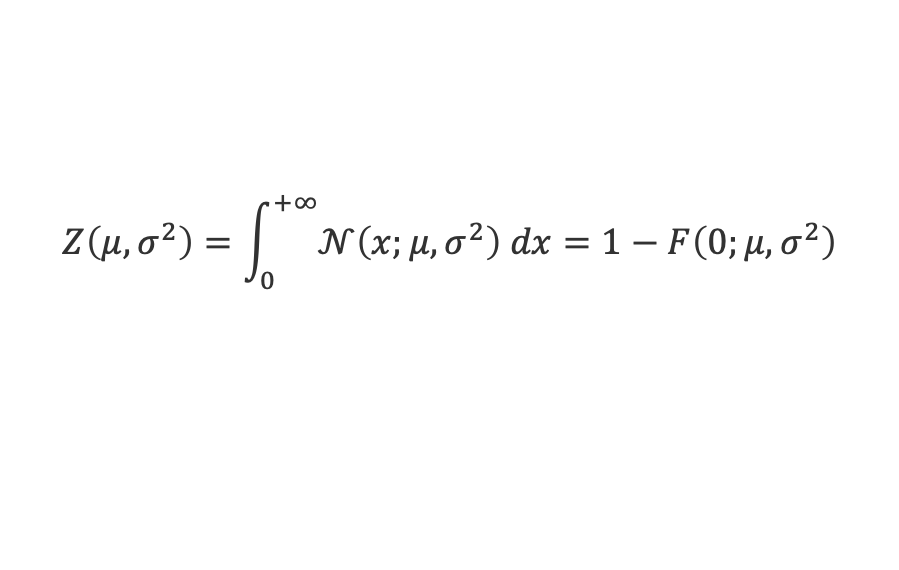 Z(μ, σ²) = ∫₀⁺∞ 𝒩(x; μ, σ²) dx = 1 − F(0; μ, σ²)